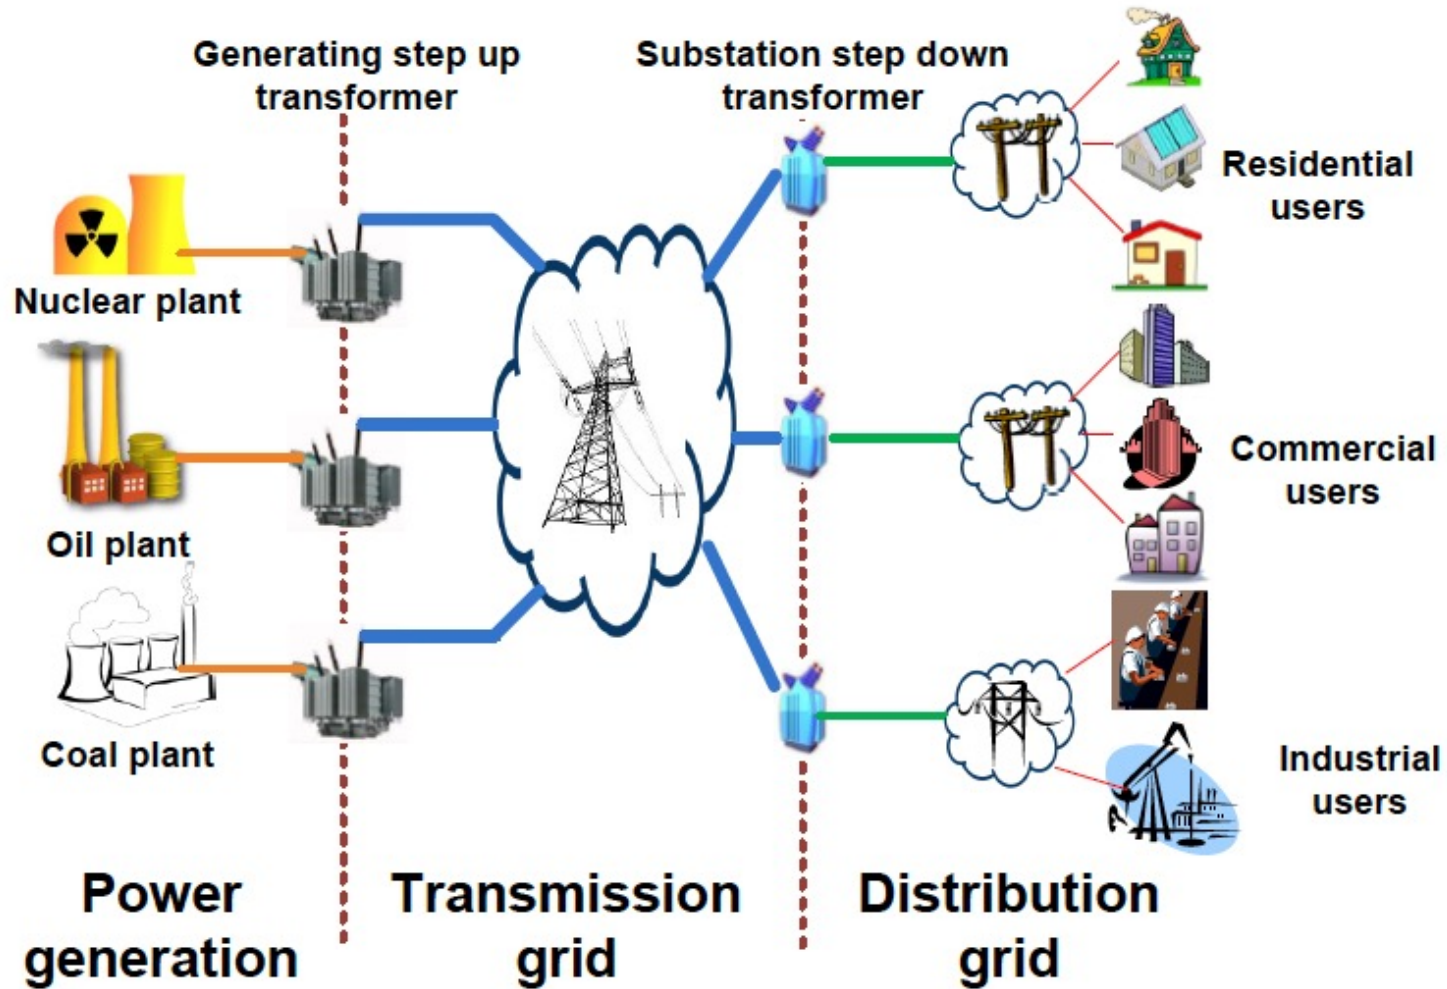 Generating step up
transformer
Substation step down
transformer
Nuclear plant
Oil plant
Coal plant
Residential
users
Commercial
users
Industrial
users
Power
generation
Transmission
grid
Distribution
grid